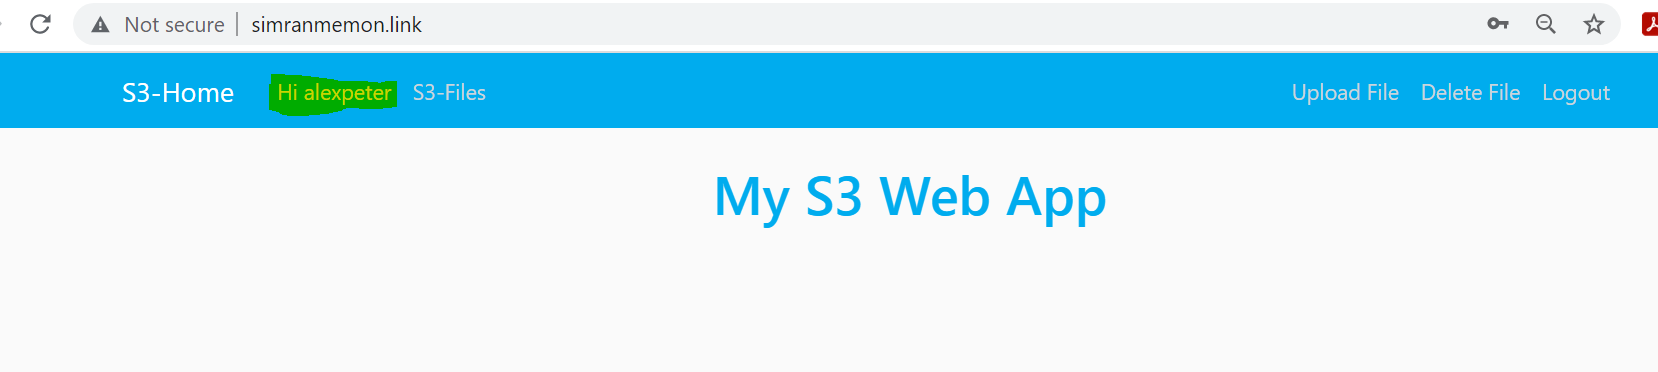 Not secure simranmemon.link
S3-Home Hi alexpeter S3-Files Upload File Delete File Logout
My S3 Web App